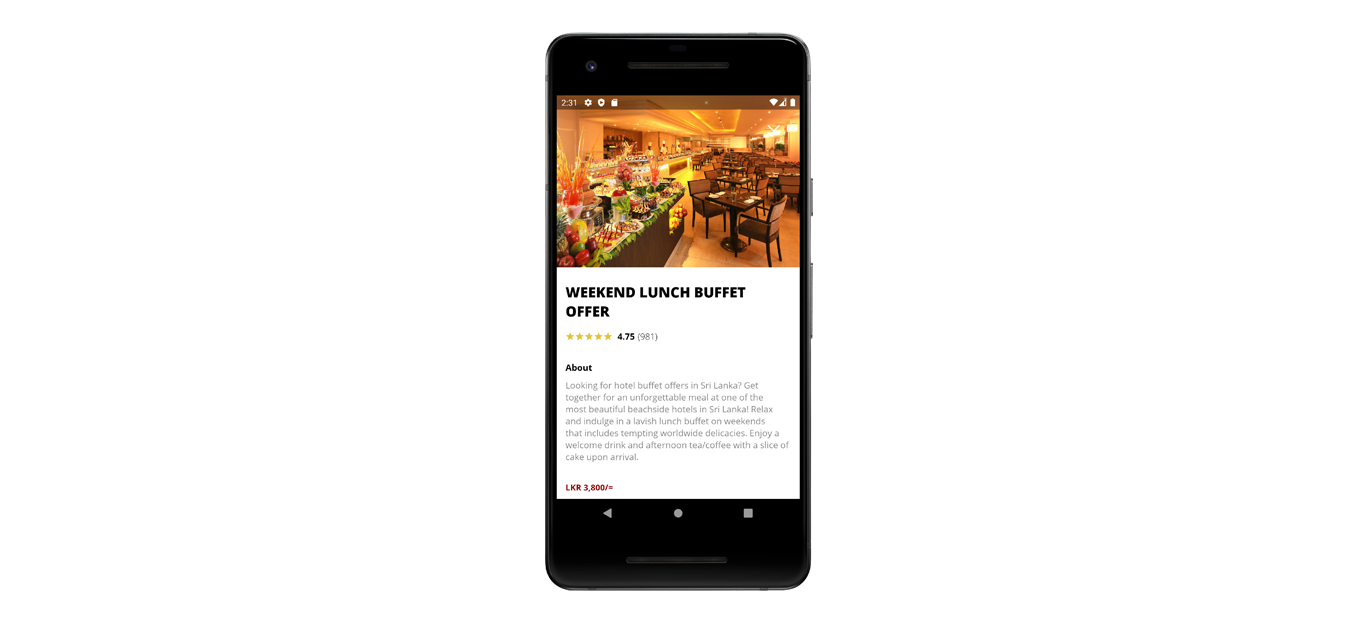 2:31
WEEKEND LUNCH BUFFET
OFFER
4.75 (981)
About
Looking for hotel buffet offers in Sri Lanka? Get
together for an unforgettable meal at one of the
most beautiful beachside hotels in Sri Lanka! Relax
and indulge in a lavish lunch buffet on weekends
that includes tempting worldwide delicacies. Enjoy a
welcome drink and afternoon tea/coffee with a slice of
cake upon arrival.
LKR 3,800/=